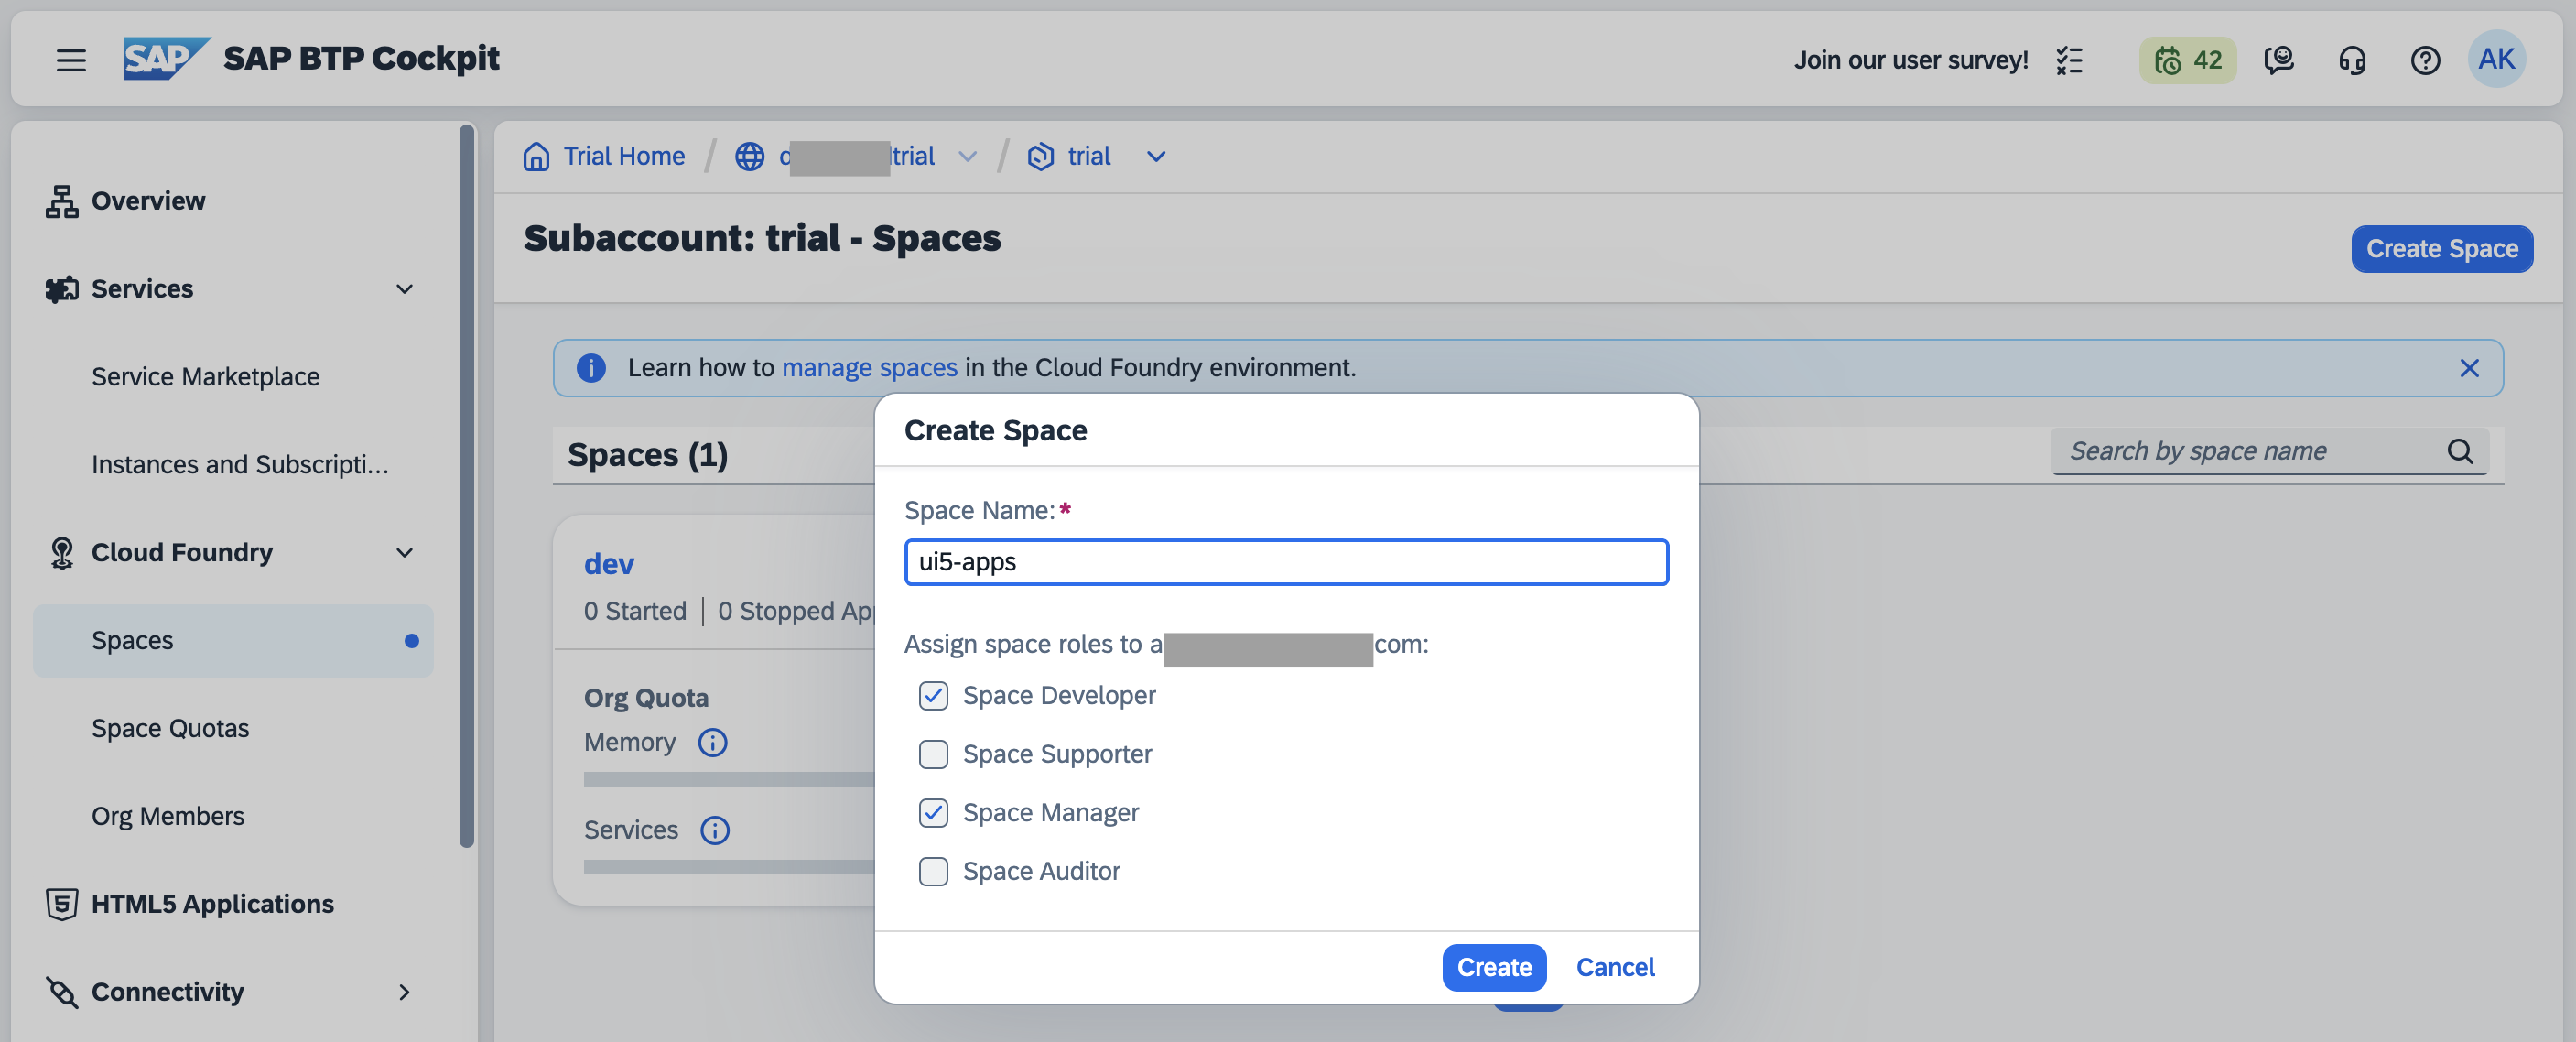 SAP SAP BTP Cockpit
Join our user survey! 42 AK
Overview
Services
Service Marketplace
Instances and Subscripti...
Cloud Foundry
Spaces
Space Quotas
Org Members
HTML5 Applications
Connectivity
Trial Home / trial / trial
Subaccount: trial - Spaces
Create Space
Learn how to manage spaces in the Cloud Foundry environment.
Spaces (1)
Search by space name
dev
0 Started | 0 Stopped App
Org Quota
Memory
Services
Create Space
Space Name:*
ui5-apps
Assign space roles to a com:
Space Developer
Space Supporter
Space Manager
Space Auditor
Create Cancel